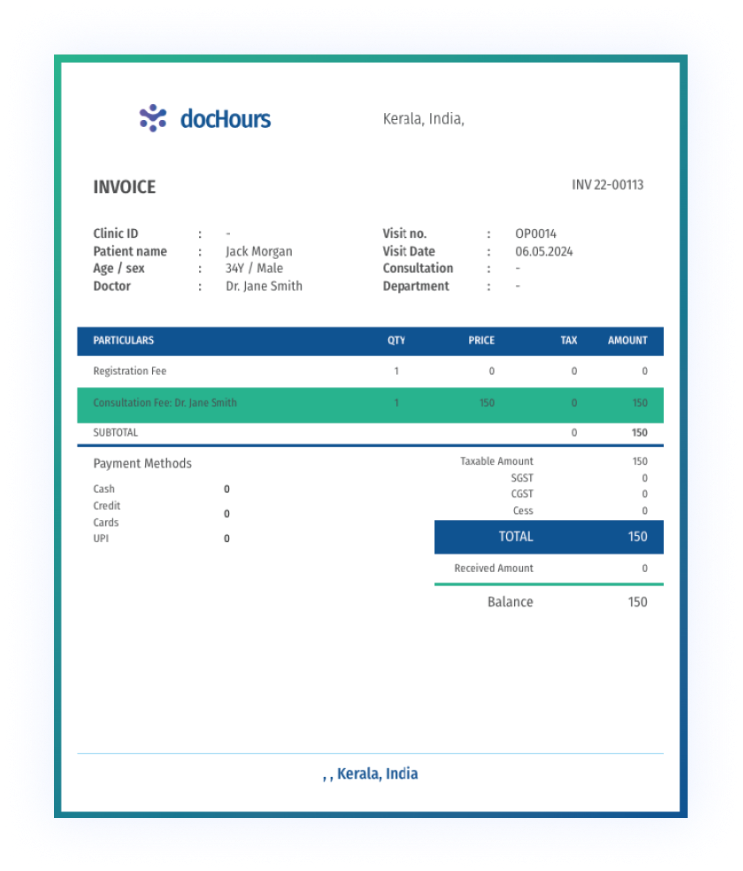 docHours Kerala, India,
INVOICE INV 22-00113
Clinic ID : - Visit no. : OP0014
Patient name : Jack Morgan Visit Date : 06.05.2024
Age / sex : 34Y / Male Consultation : -
Doctor : Dr. Jane Smith Department : -
PARTICULARS QTY PRICE TAX AMOUNT
Registration Fee 1 0 0 0
Consultation Fee: Dr. Jane Smith 1 150 0 150
SUBTOTAL 0 150
Payment Methods Taxable Amount 150
SGST 0
Cash 0 CGST 0
Credit Cess 0
Cards 0
UPI 0 TOTAL 150
Received Amount 0
Balance 150
, , Kerala, India